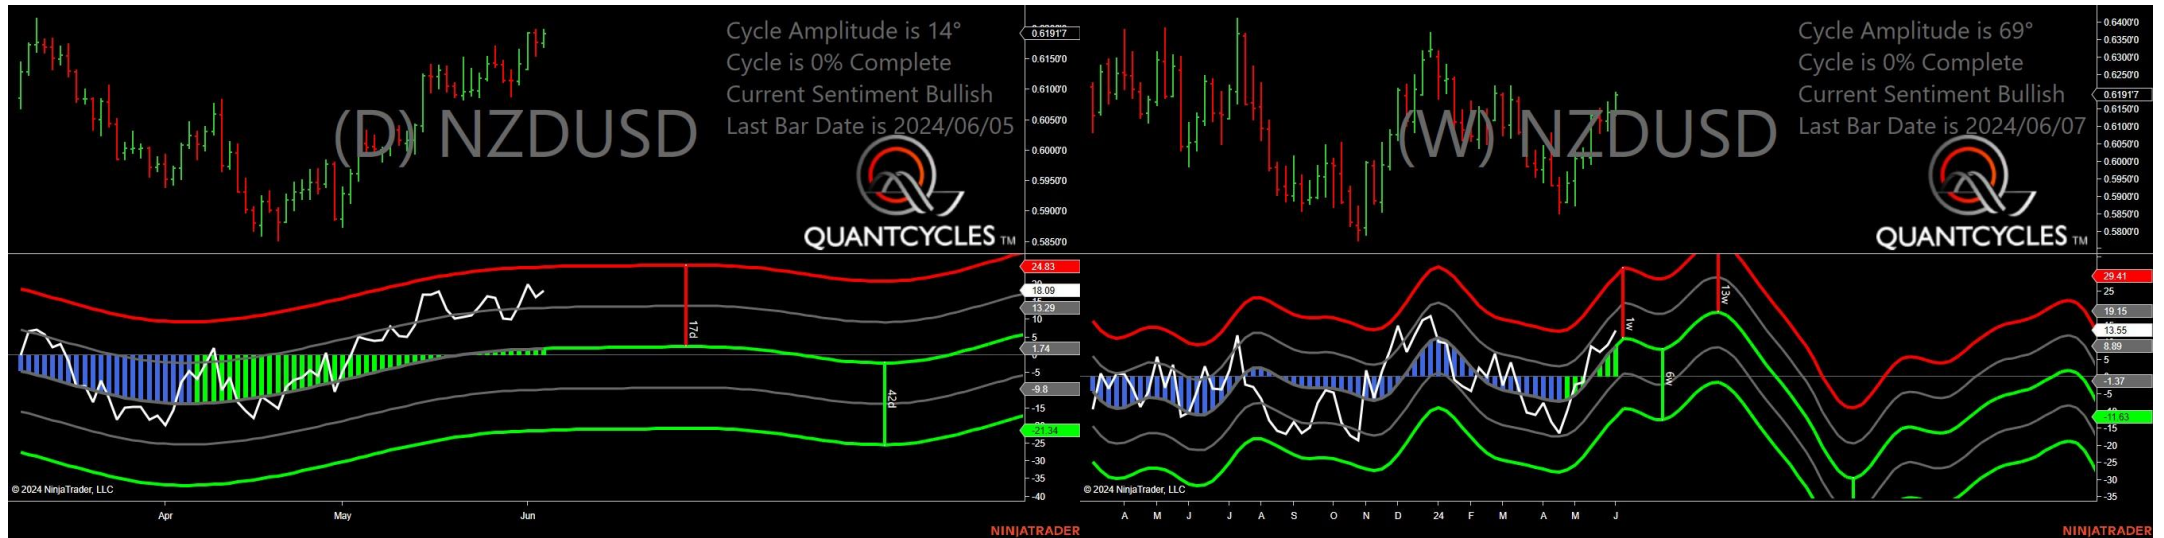 Cycle Amplitude is 14°
Cycle is 0% Complete
Current Sentiment Bullish
Last Bar Date is 2024/06/05
(D) NZDUSD
QUANTCYCLES TM
0.6191'7
0.6150'0
0.6100'0
0.6050'0
0.6000'0
0.5950'0
0.5900'0
0.5850'0
24.83
18.09
13.29
10
5
1.74
-5
-9.8
-15
-21.34
-25
-30
-35
-40
17d
42d
© 2024 NinjaTrader, LLC
Apr
May
Jun
NINJATRADER
Cycle Amplitude is 69°
Cycle is 0% Complete
Current Sentiment Bullish
Last Bar Date is 2024/06/07
(W) NZDUSD
QUANTCYCLES TM
0.6400'0
0.6350'0
0.6300'0
0.6250'0
0.6191'7
0.6150'0
0.6100'0
0.6050'0
0.6000'0
0.5950'0
0.5900'0
0.5850'0
0.5800'0
29.41
25
19.15
13.55
8.89
5
-1.37
-5
-11.63
-15
-20
-25
-30
-35
1w
6w
13w
© 2024 NinjaTrader, LLC
A
M
J
J
A
S
O
N
D
24
F
M
A
M
J
NINJATRADER